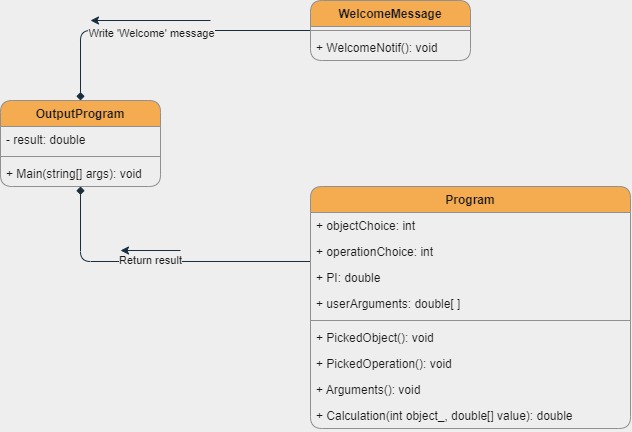 WelcomeMessage
Write 'Welcome' message
+ WelcomeNotif(): void
OutputProgram
- result: double
+ Main(string[] args): void
Program
+ objectChoice: int
+ operationChoice: int
Return result
+ PI: double
+ userArguments: double[ ]
+ PickedObject(): void
+ PickedOperation(): void
+ Arguments(): void
+ Calculation(int object_, double[] value): double